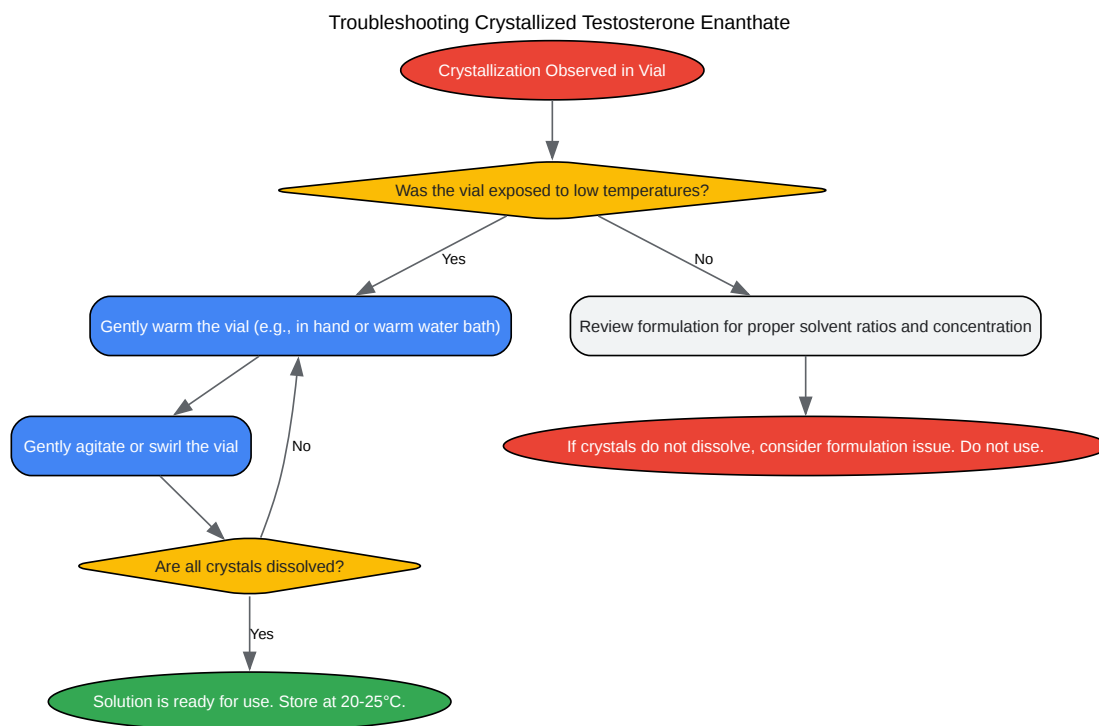 Troubleshooting Crystallized Testosterone Enanthate
Crystallization Observed in Vial
Was the vial exposed to low temperatures?
Yes
No
Gently warm the vial (e.g., in hand or warm water bath)
Review formulation for proper solvent ratios and concentration
Gently agitate or swirl the vial
No
If crystals do not dissolve, consider formulation issue. Do not use.
Are all crystals dissolved?
Yes
Solution is ready for use. Store at 20-25°C.